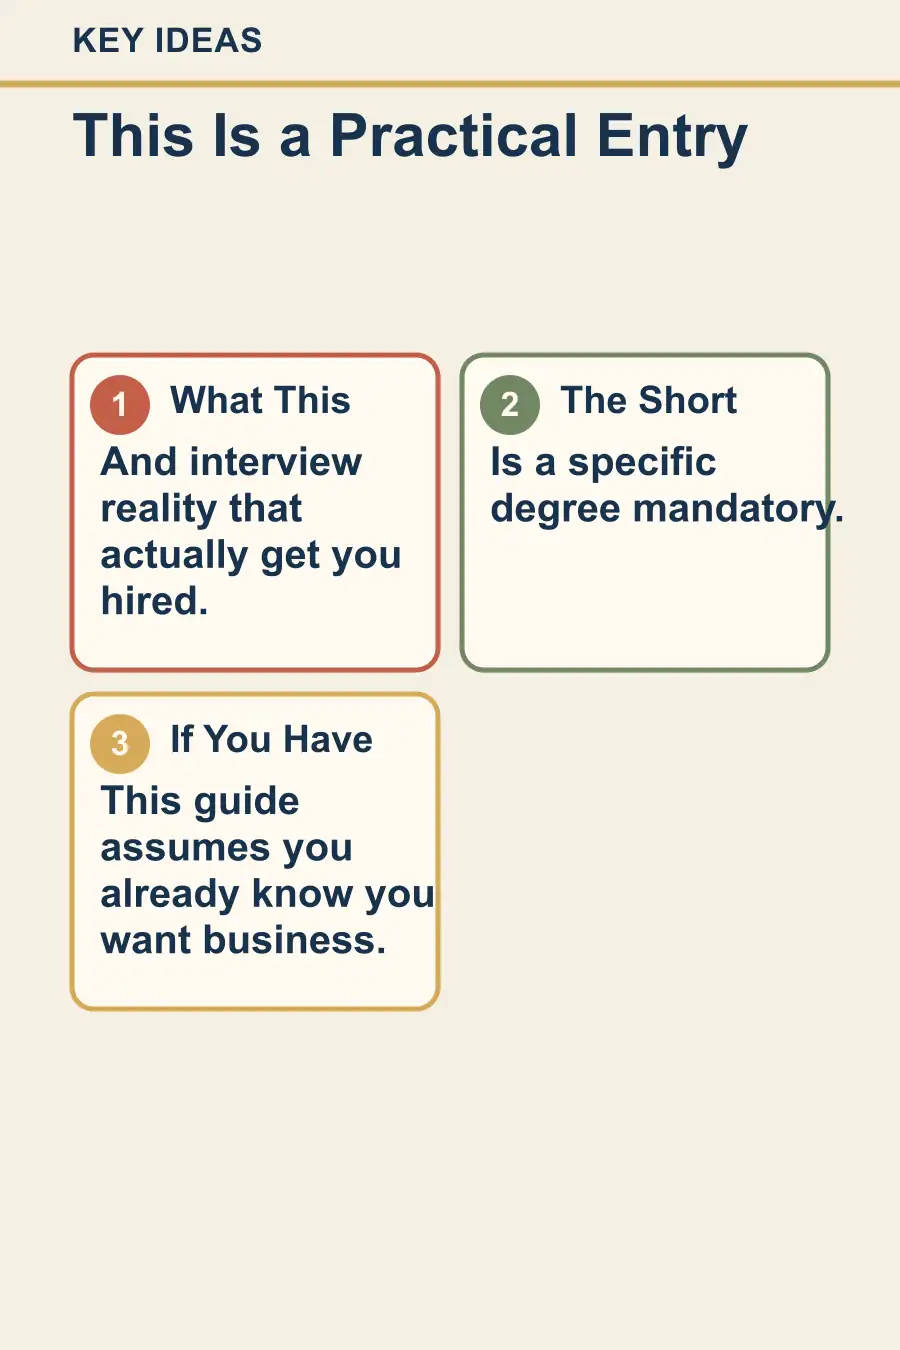 KEY IDEAS
This Is a Practical Entry
1 What This
And interview
reality that
actually get you
hired.
2 The Short
Is a specific
degree mandatory.
3 If You Have
This guide
assumes you
already know you
want business.